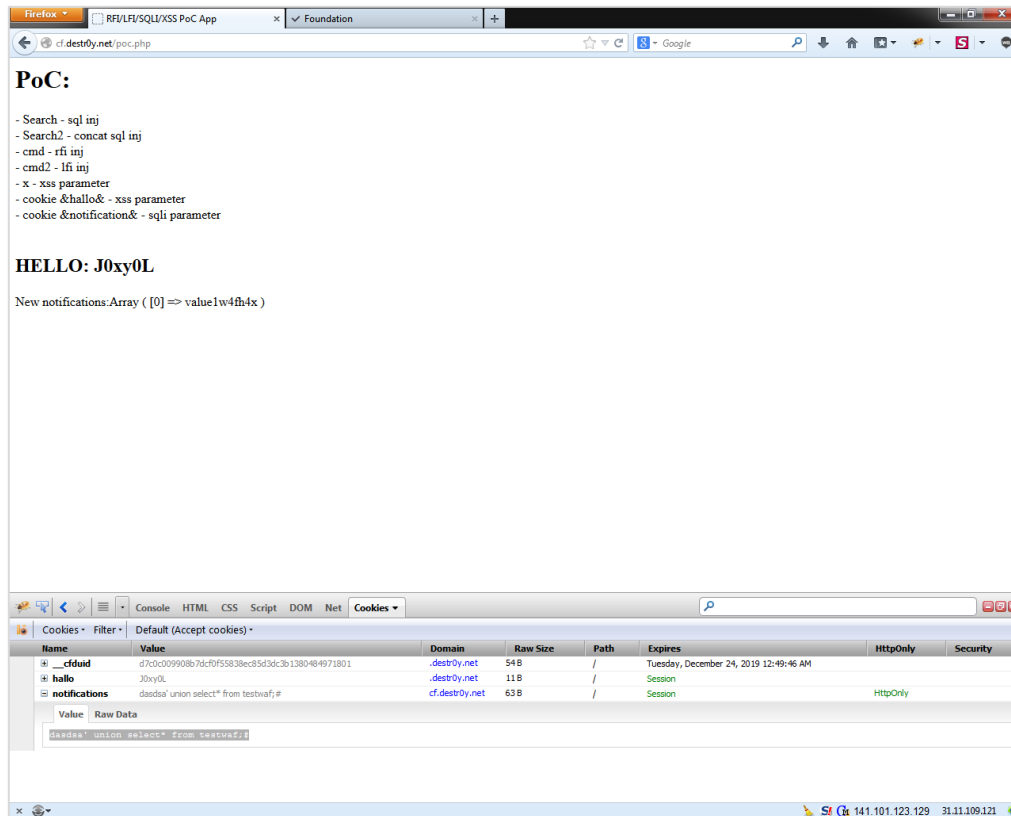 Firefox
RFI/LFI/SQLI/XSS PoC App × ✓ Foundation × +
cf.destr0y.net/poc.php
8 Google
S
PoC:
- Search - sql inj
- Search2 - concat sql inj
- cmd - rfi inj
- cmd2 - lfi inj
- x - xss parameter
- cookie &hallo& - xss parameter
- cookie &notification& - sqli parameter
HELLO: J0xy0L
New notifications:Array ( [0] => value1w4fh4x )
Console HTML CSS Script DOM Net Cookies
Cookies Filter Default (Accept cookies)
Name Value Domain Raw Size Path Expires HttpOnly Security
__cfduid d7c0c009908b7dcf0f55838ec85d3dc3b1380484971801 .destr0y.net 54 B / Tuesday, December 24, 2019 12:49:46 AM
hallo J0xy0L .destr0y.net 11 B / Session
notifications dasdsa' union select* from testwaf;# cf.destr0y.net 63 B / Session HttpOnly
Value Raw Data
dasdsa' union select* from testwaf;#
141.101.123.129 31.11.109.121